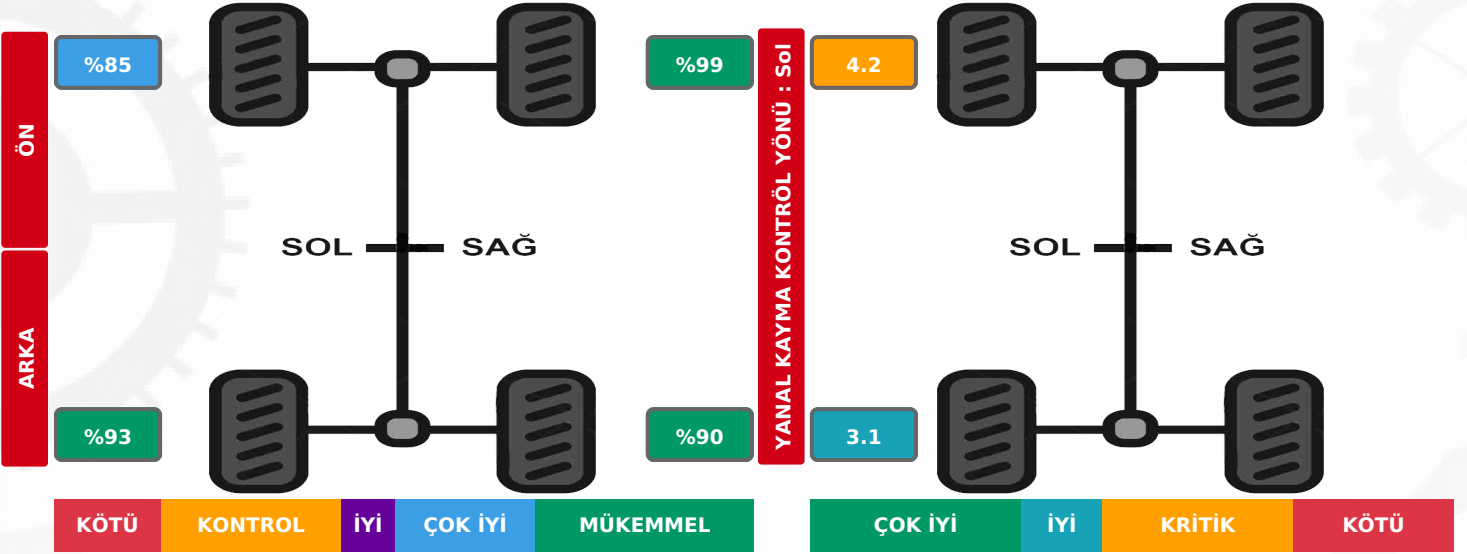 ÖN
%85
%99
YANAL KAYMA KONTRÖL YÖNÜ : Sol
4.2
SOL
SAĞ
SOL
SAĞ
ARKA
%93
%90
3.1
KÖTÜ
KONTROL
İYİ
ÇOK İYİ
MÜKEMMEL
ÇOK İYİ
İYİ
KRİTİK
KÖTÜ